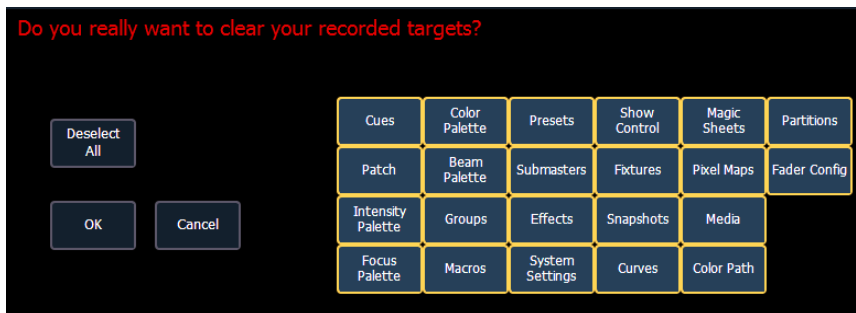 Do you really want to clear your recorded targets?
Cues
Color
Palette
Presets
Show
Control
Magic
Sheets
Partitions
Deselect
All
Patch
Beam
Palette
Submasters
Fixtures
Pixel Maps
Fader Config
OK
Cancel
Intensity
Palette
Groups
Effects
Snapshots
Media
Focus
Palette
Macros
System
Settings
Curves
Color Path